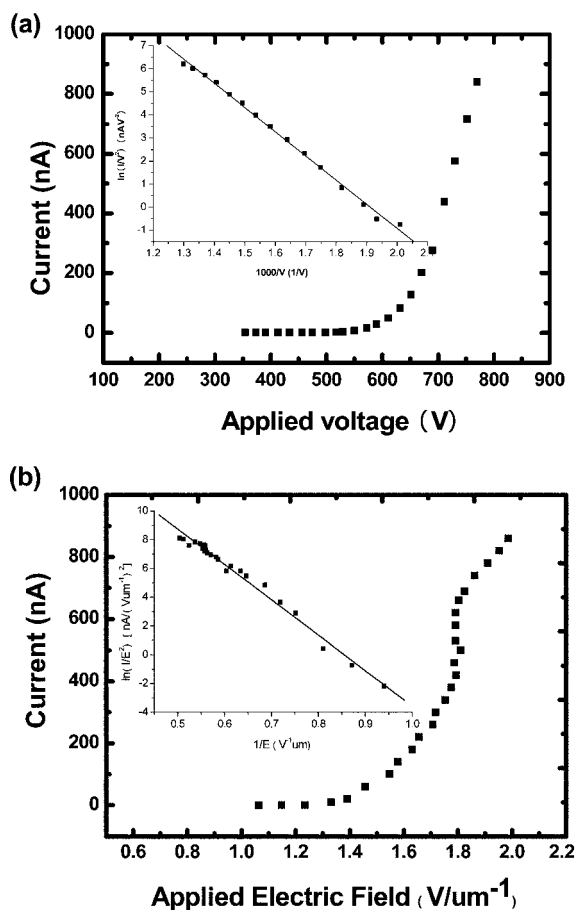 (a)
1000
800
600
400
200
0
Current (nA)
7
6
5
4
3
2
1
0
-1
ln(I/V²) (nAV⁻²)
1.2 1.3 1.4 1.5 1.6 1.7 1.8 1.9 2.0 2.1
1000/V (1/V)
100 200 300 400 500 600 700 800 900
Applied voltage (V)
(b)
1000
800
600
400
200
0
Current (nA)
10
8
6
4
2
0
-2
-4
ln(I/E²) [nA/(Vum⁻¹)²]
0.5 0.6 0.7 0.8 0.9 1.0
1/E (V⁻¹um)
0.6 0.8 1.0 1.2 1.4 1.6 1.8 2.0 2.2
Applied Electric Field (V/um⁻¹)